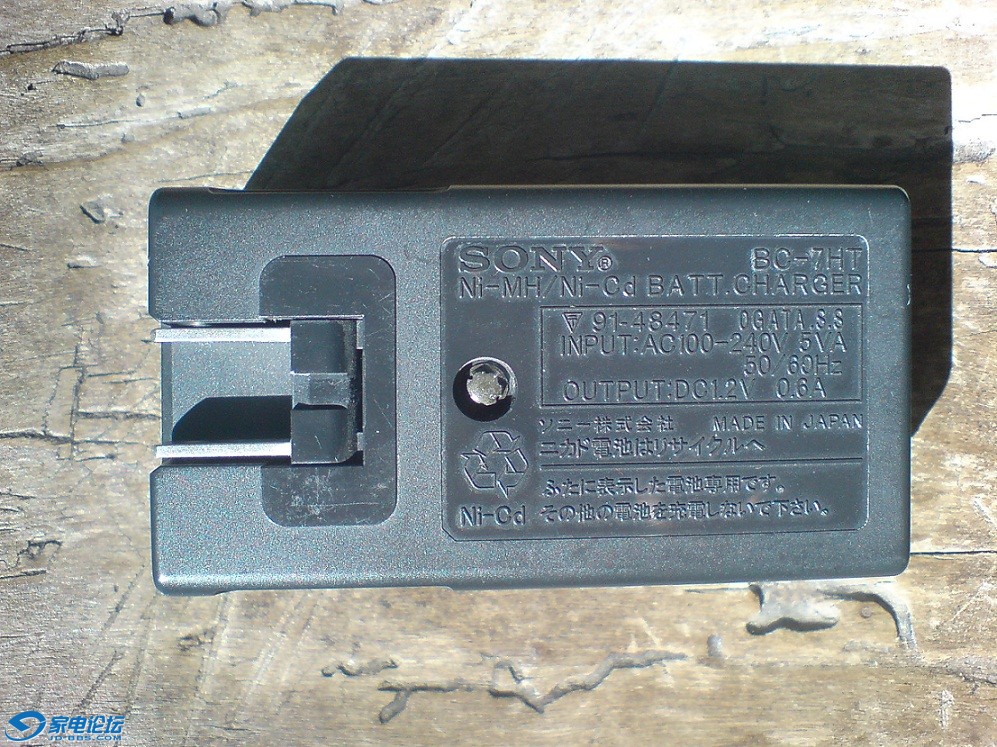 SONY® BC-7HT
Ni-MH/Ni-Cd BATT.CHARGER
▽ 91-48471 OGATA.S.S
INPUT:AC100-240V 5VA
50/60Hz
OUTPUT:DC1.2V 0.6A
ソニー株式会社 MADE IN JAPAN
ニカド電池はリサイクルへ
ふたに表示した電池専用です。
Ni-Cd その他の電池を充電しないで下さい。
家电论坛
JD-BBS.COM